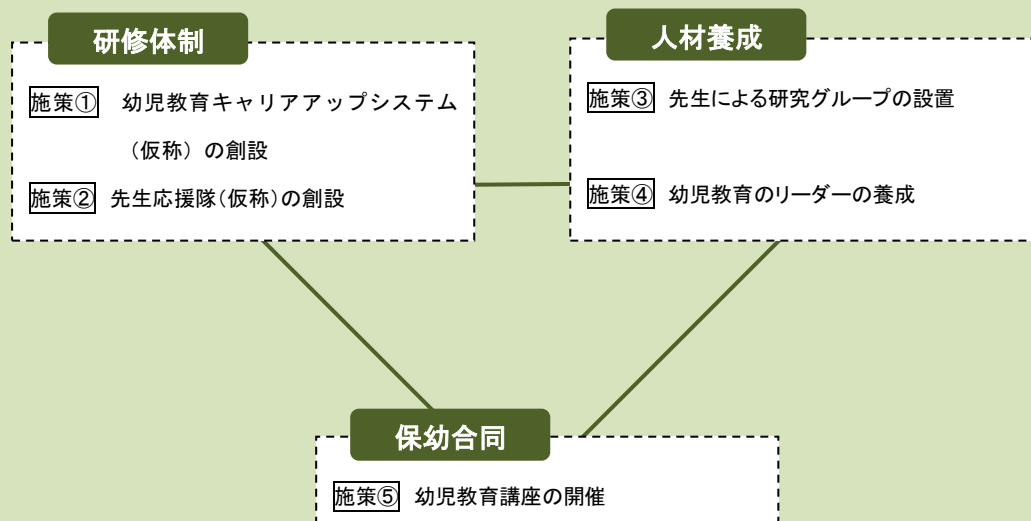 研修体制
施策① 幼児教育キャリアアップシステム
（仮称）の創設
施策② 先生応援隊(仮称)の創設
人材養成
施策③ 先生による研究グループの設置
施策④ 幼児教育のリーダーの養成
保幼合同
施策⑤ 幼児教育講座の開催